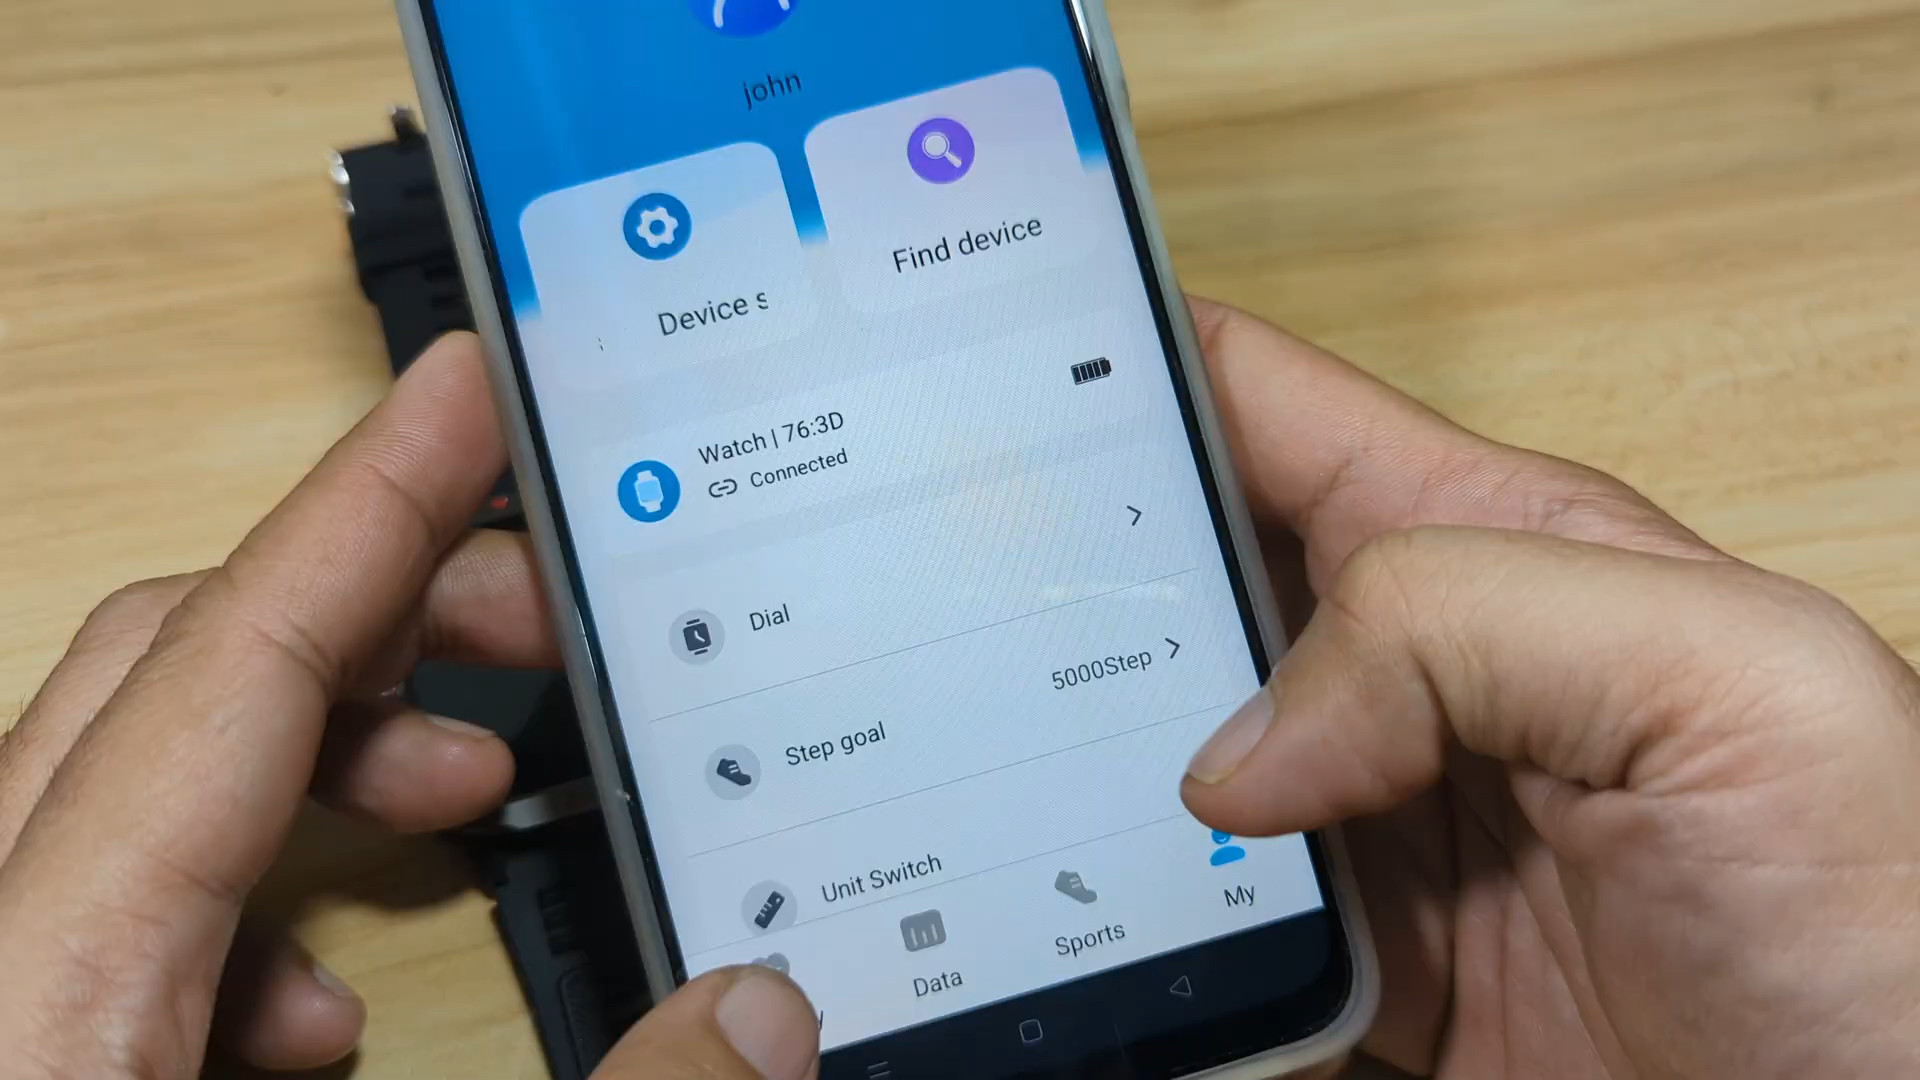 john
Device s
Find device
Watch | 76:3D
Connected
Dial
Step goal
5000Step
Unit Switch
Data
Sports
My